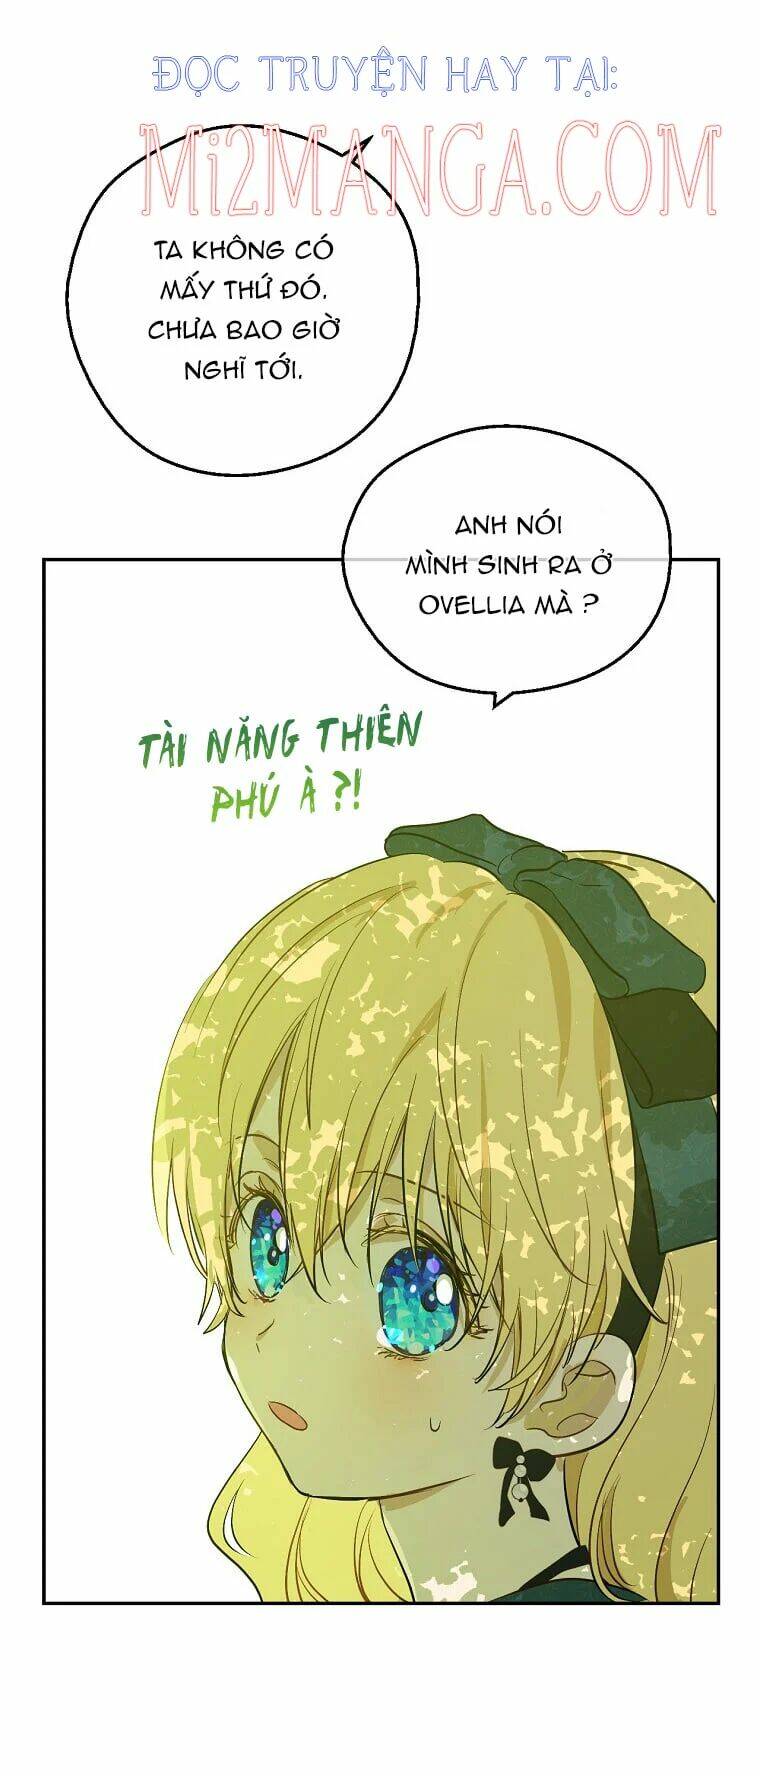 ĐỌC TRUYỆN HAY TẠI:
MI2MANGA.COM
TA KHÔNG CÓ
MẤY THỨ ĐÓ,
CHƯA BAO GIỜ
NGHĨ TỚI.
ANH NÓI
MÌNH SINH RA Ở
OVELLIA MÀ ?
TÀI NĂNG THIÊN
PHÚ À ?!